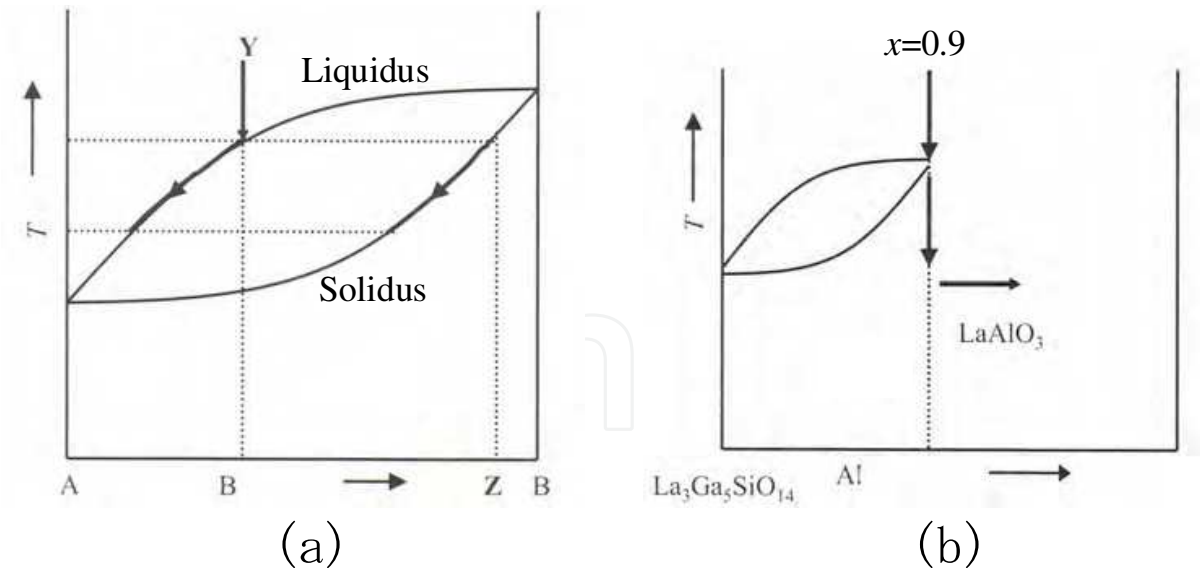 Y
Liquidus
T
Solidus
A B Z B
(a)
x=0.9
T
LaAlO₃
La₃Ga₅SiO₁₄ Al
(b)